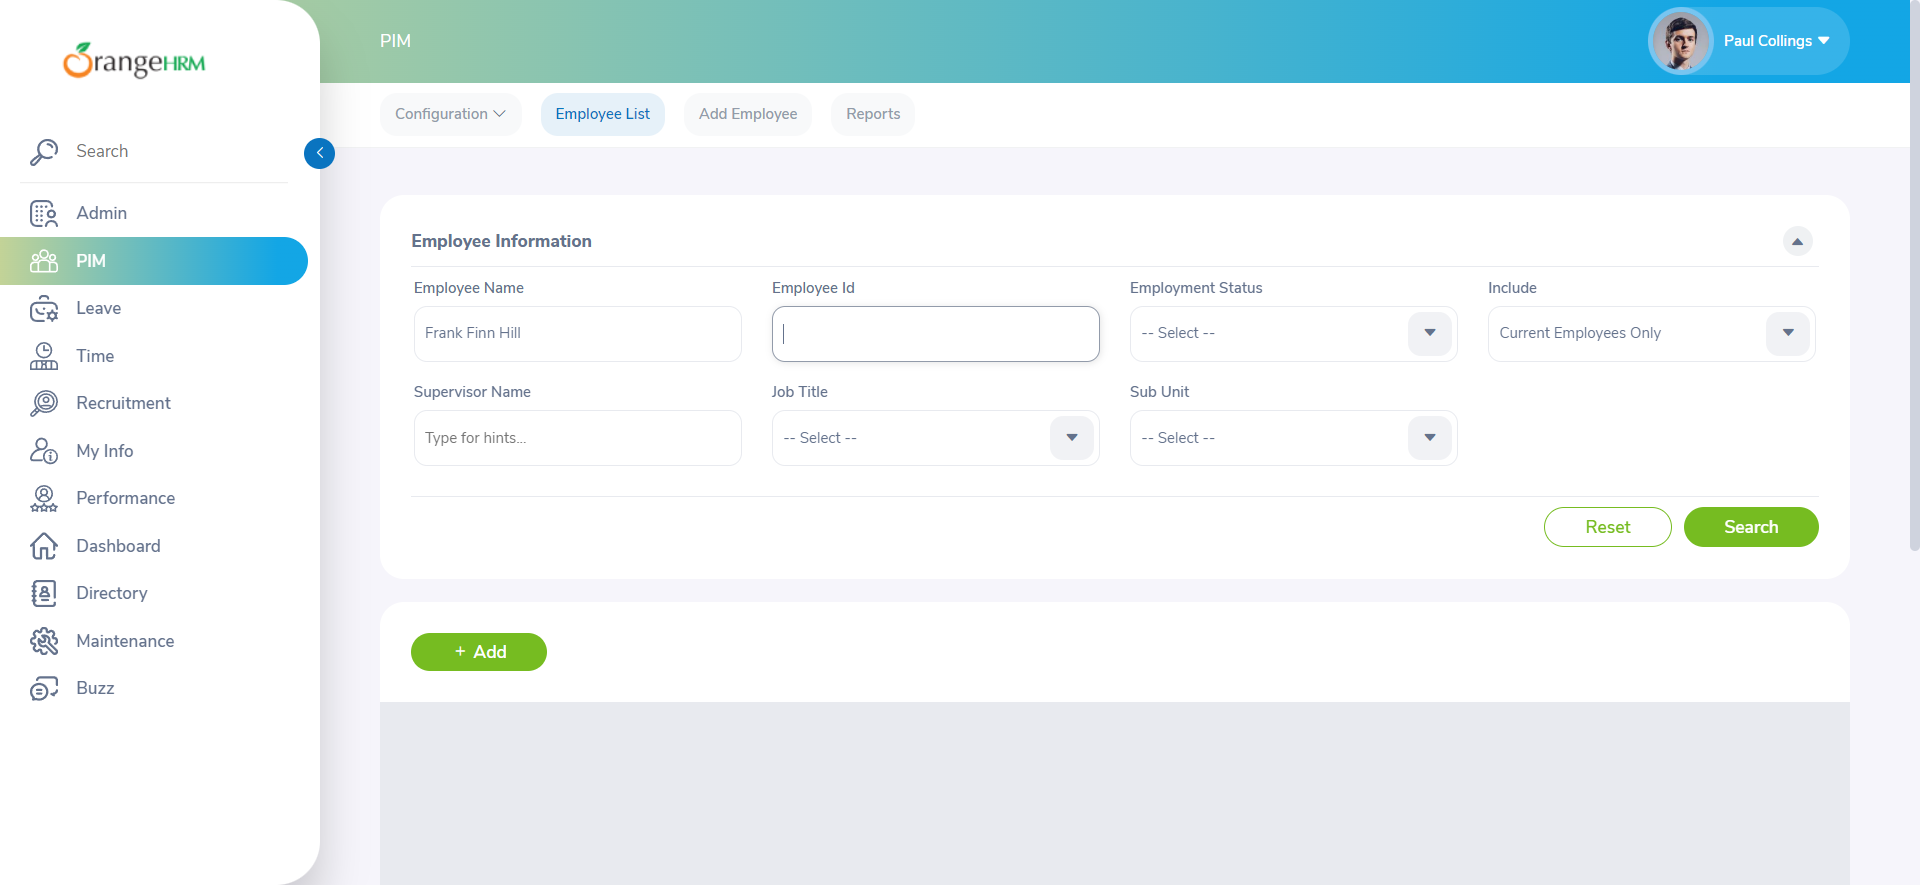 OrangeHRM
Search
Admin
PIM
Leave
Time
Recruitment
My Info
Performance
Dashboard
Directory
Maintenance
Buzz
PIM
Paul Collings
Configuration
Employee List
Add Employee
Reports
Employee Information
Employee Name
Employee Id
Employment Status
Include
Frank Finn Hill
-- Select --
Current Employees Only
Supervisor Name
Job Title
Sub Unit
Type for hints...
-- Select --
-- Select --
Reset
Search
+ Add